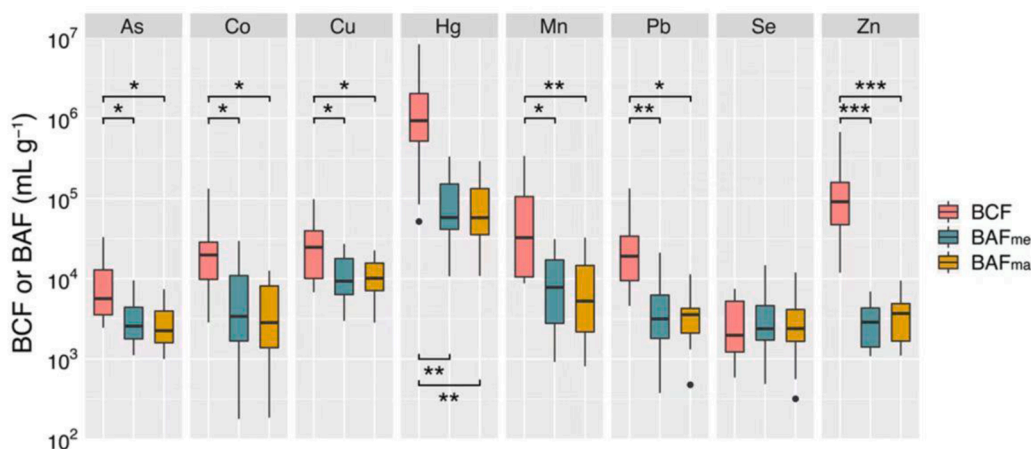 As Co Cu Hg Mn Pb Se Zn
BCF or BAF (mL g⁻¹)
10⁷
10⁶
10⁵
10⁴
10³
10²
* * * ** * ***
* * * * ** ***
**
**
BCF
BAFme
BAFma